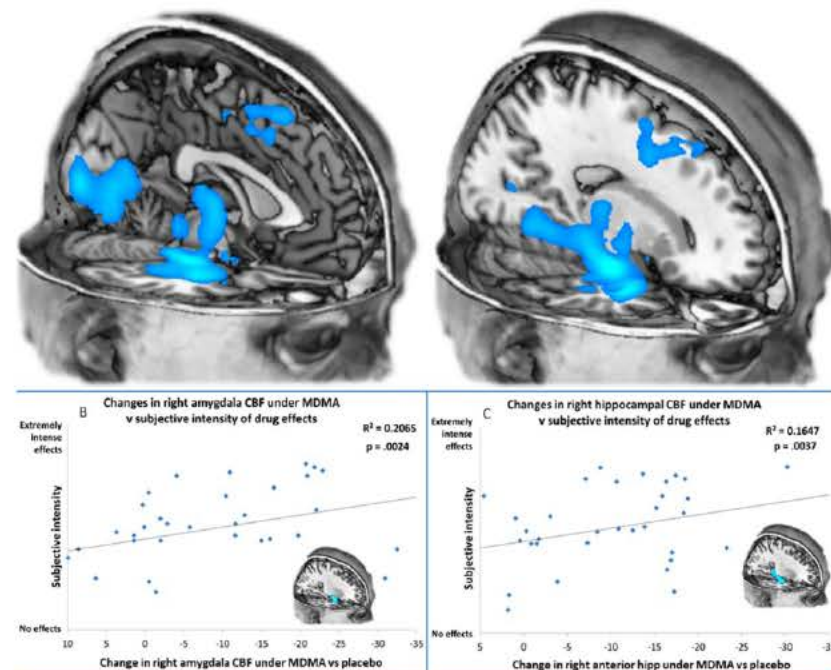 B
Changes in right amygdala CBF under MDMA
v subjective intensity of drug effects
Extremely
intense
effects
R² = 0.2065
p = .0024
Subjective intensity
No effects
10 5 0 -5 -10 -15 -20 -25 -30 -35
Change in right amygdala CBF under MDMA vs placebo
C
Changes in right hippocampal CBF under MDMA
v subjective intensity of drug effects
Extremely
intense
effects
R² = 0.1647
p = .0037
Subjective intensity
No effects
5 0 -5 -10 -15 -20 -25 -30 -35
Change in right anterior hipp under MDMA vs placebo